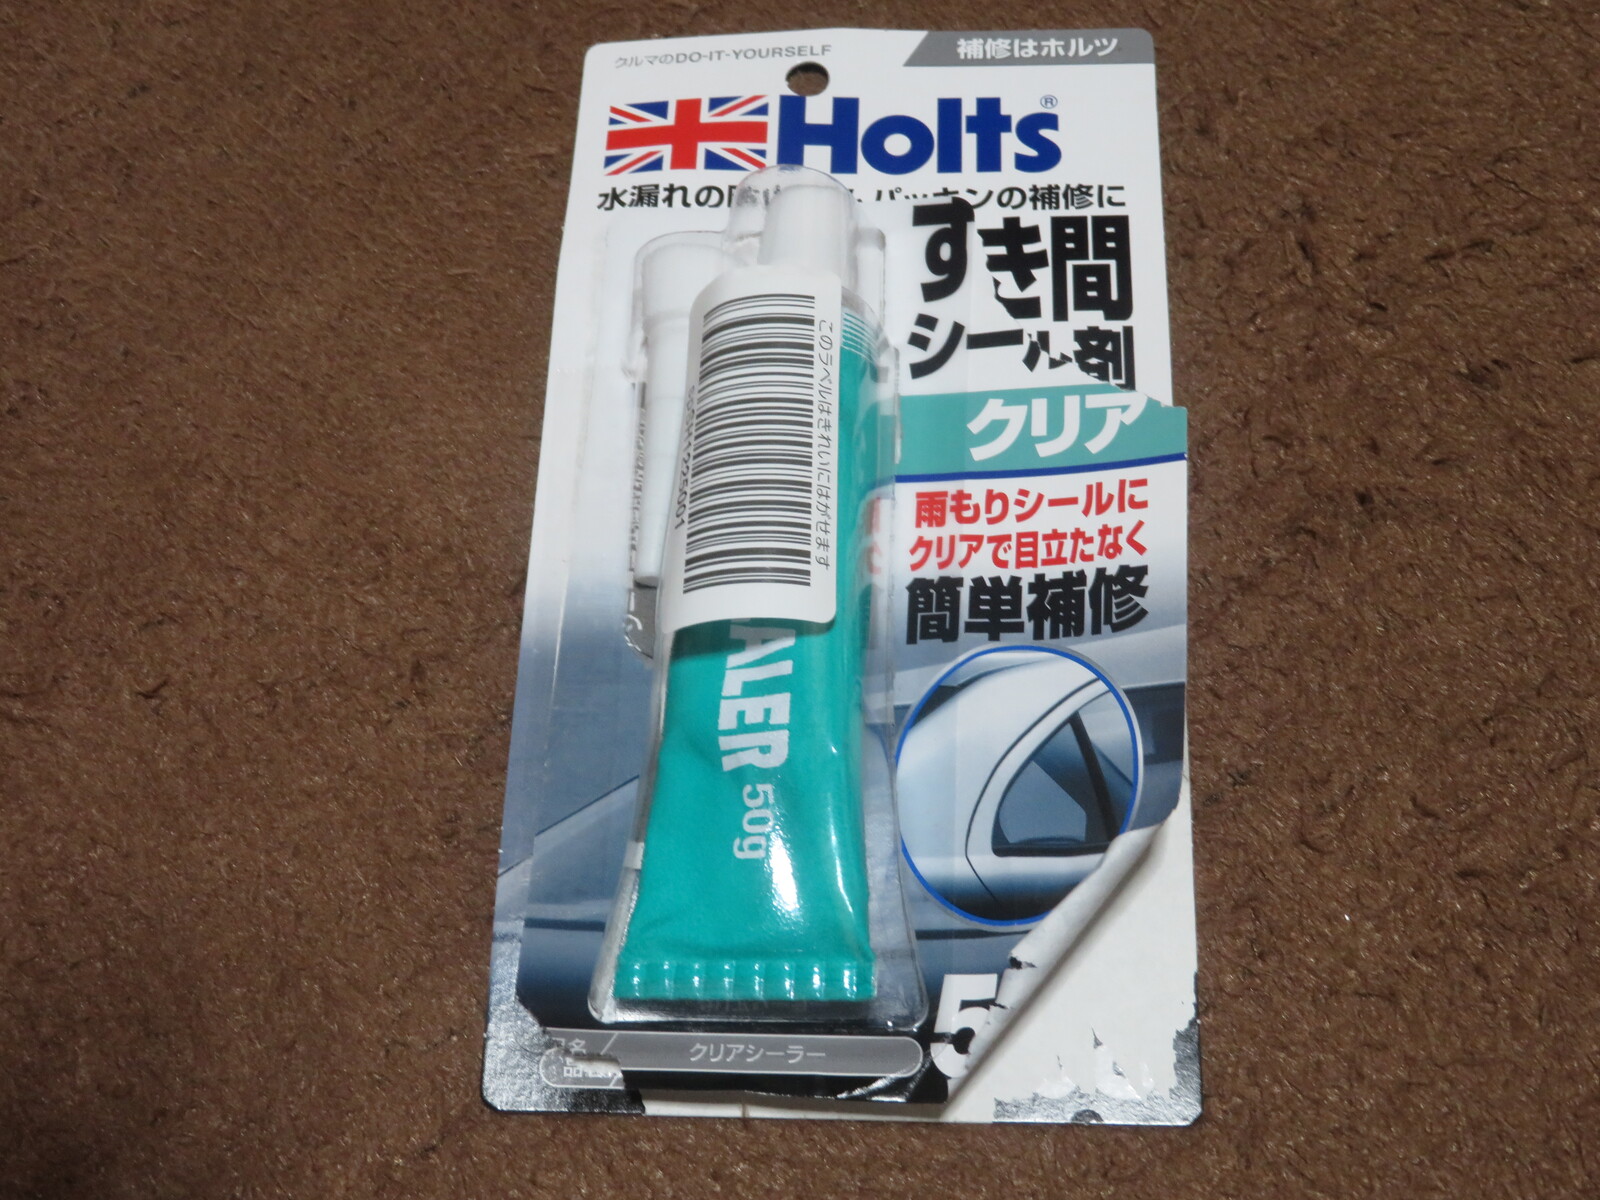 クルマのDO-IT-YOURSELF
補修はホルツ
Holts®
水漏れの パッキンの補修に
すき間
シール剤
クリア
雨もりシールに
クリアで目立たなく
簡単補修
このラベルはきれいにはがせます
ALER 50g
5
品名
クリアシーラー